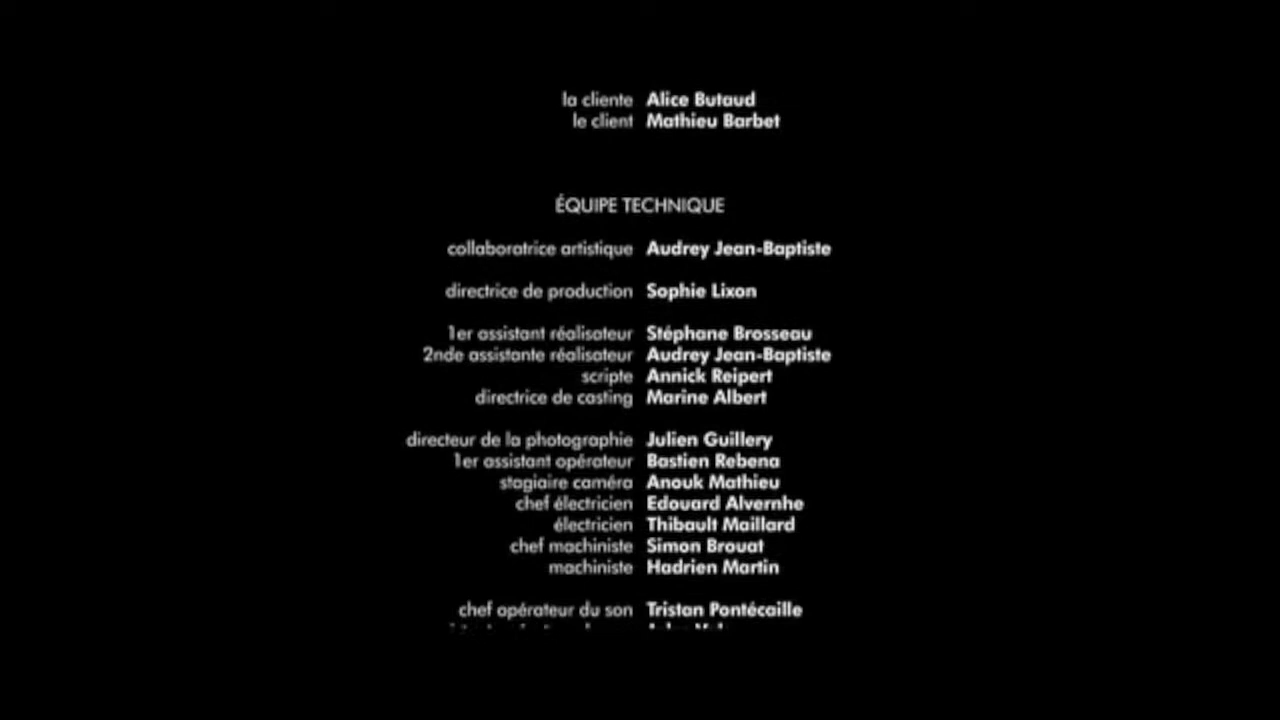 la cliente Alice Butaud
le client Mathieu Barbet
ÉQUIPE TECHNIQUE
collaboratrice artistique Audrey Jean-Baptiste
directrice de production Sophie Lixon
1er assistant réalisateur Stéphane Brosseau
2nde assistante réalisateur Audrey Jean-Baptiste
scripte Annick Reipert
directrice de casting Marine Albert
directeur de la photographie Julien Guillery
1er assistant opérateur Bastien Rebena
stagiaire caméra Anouk Mathieu
chef électricien Edouard Alvernhe
électricien Thibault Maillard
chef machiniste Simon Brouat
machiniste Hadrien Martin
chef opérateur du son Tristan Pontécaille